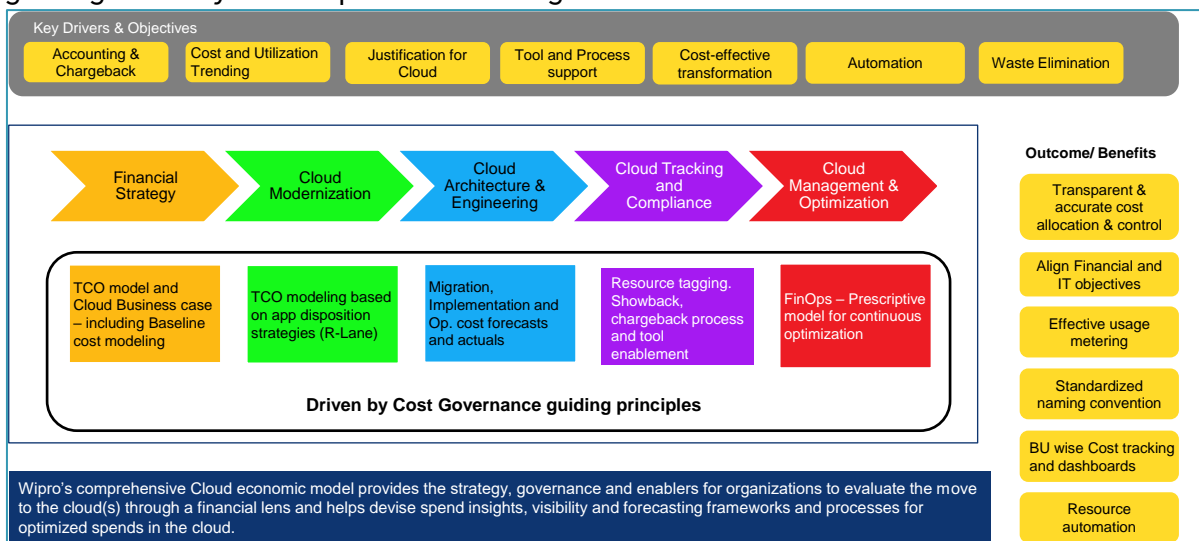 Key Drivers & Objectives
Accounting &
Chargeback
Cost and Utilization
Trending
Justification for
Cloud
Tool and Process
support
Cost-effective
transformation
Automation
Waste Elimination
Financial
Strategy
Cloud
Modernization
Cloud
Architecture &
Engineering
Cloud Tracking
and
Compliance
Cloud
Management &
Optimization
TCO model and
Cloud Business case
– including Baseline
cost modeling
TCO modeling based
on app disposition
strategies (R-Lane)
Migration,
Implementation and
Op. cost forecasts
and actuals
Resource tagging.
Showback,
chargeback process
and tool
enablement
FinOps – Prescriptive
model for continuous
optimization
Driven by Cost Governance guiding principles
Outcome/ Benefits
Transparent &
accurate cost
allocation & control
Align Financial and
IT objectives
Effective usage
metering
Standardized
naming convention
BU wise Cost tracking
and dashboards
Resource
automation
Wipro's comprehensive Cloud economic model provides the strategy, governance and enablers for organizations to evaluate the move
to the cloud(s) through a financial lens and helps devise spend insights, visibility and forecasting frameworks and processes for
optimized spends in the cloud.